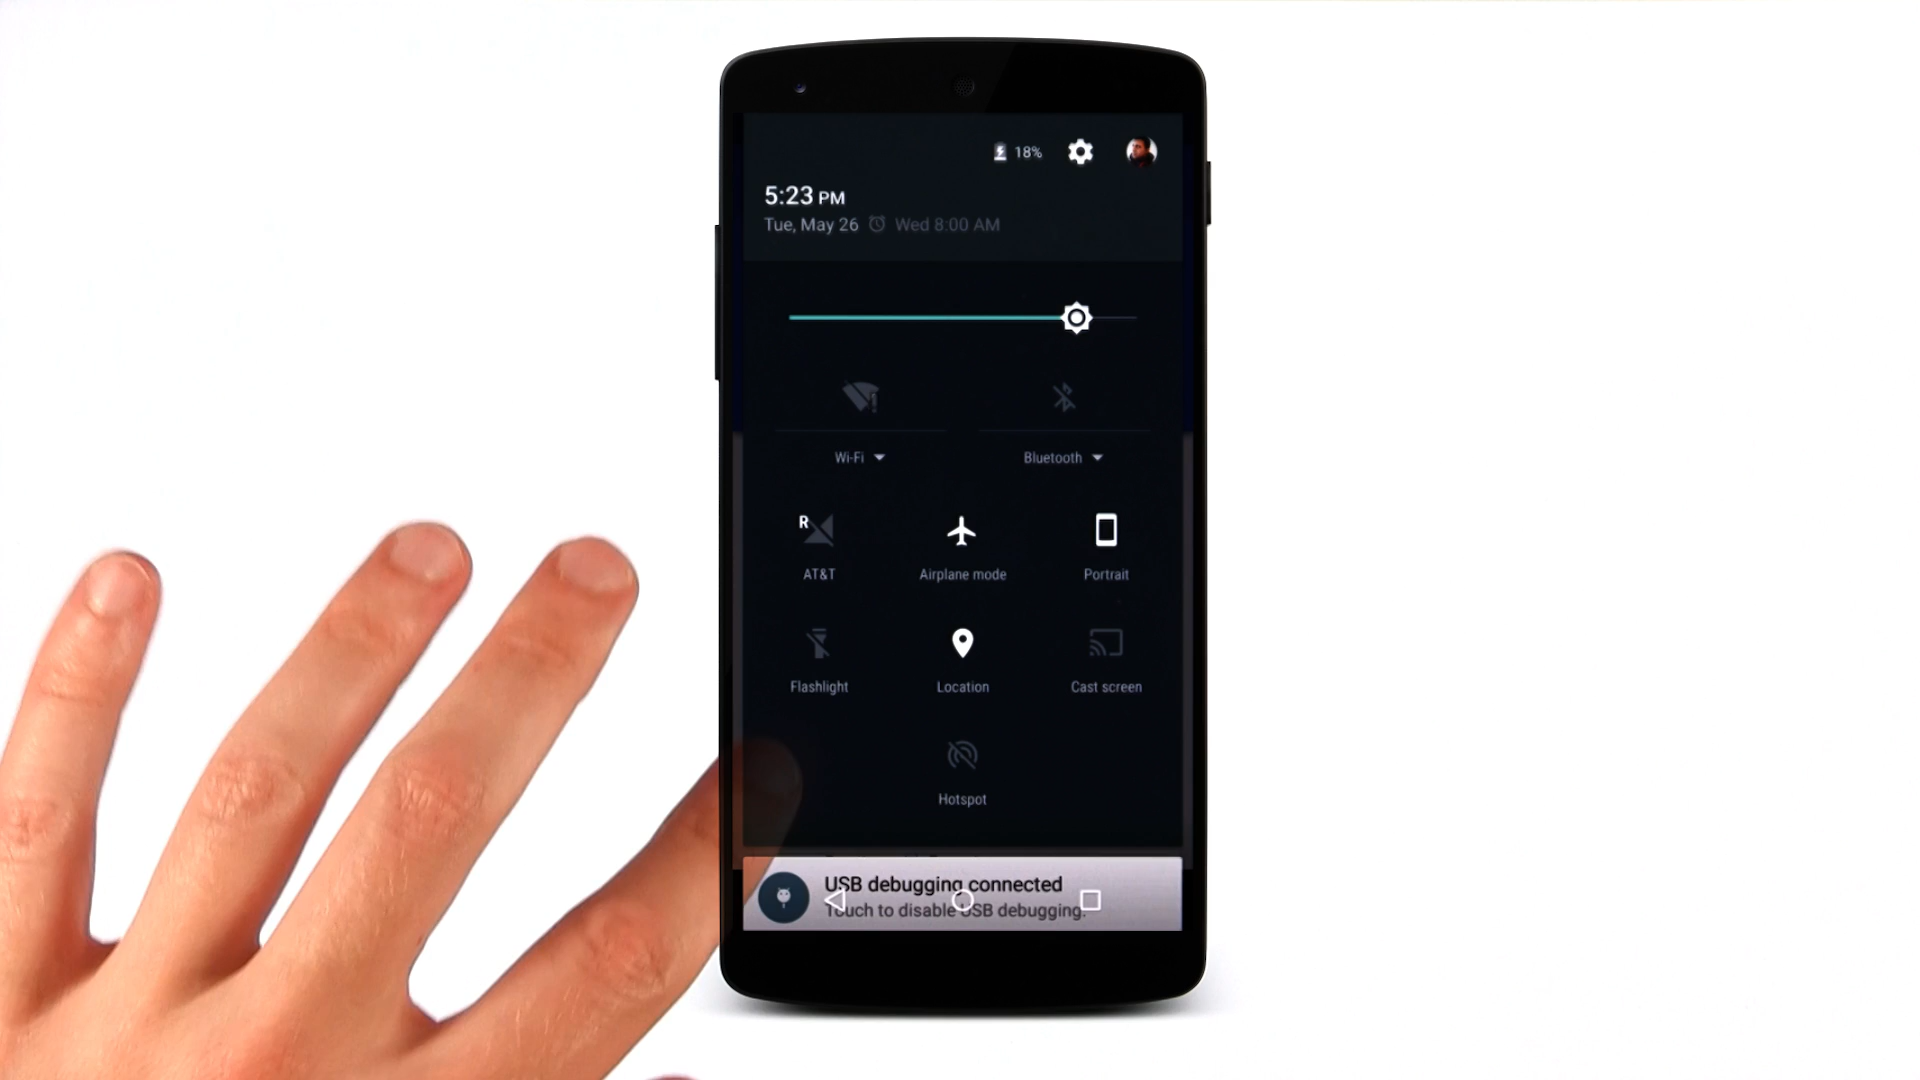 18%
5:23 PM
Tue, May 26 Wed 8:00 AM
Wi-Fi
Bluetooth
R
AT&T
Airplane mode
Portrait
Flashlight
Location
Cast screen
Hotspot
USB debugging connected
Touch to disable USB debugging.